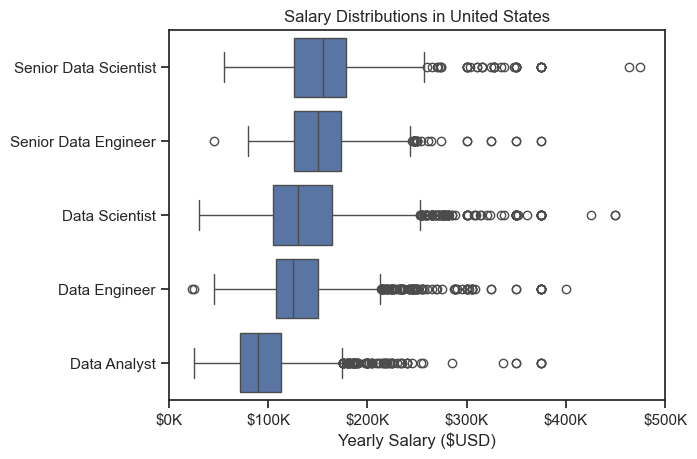 Salary Distributions in United States
Senior Data Scientist
Senior Data Engineer
Data Scientist
Data Engineer
Data Analyst
$0K $100K $200K $300K $400K $500K
Yearly Salary ($USD)